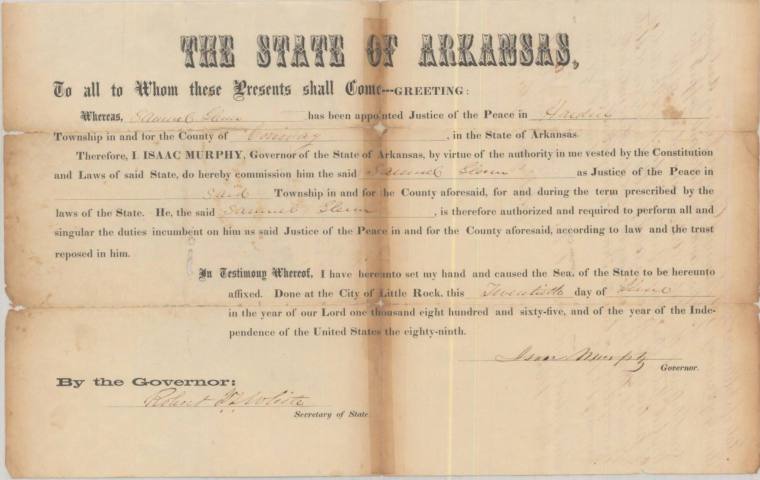 THE STATE OF ARKANSAS,
To all to Whom these Presents shall Come---GREETING:
Whereas, Samuel Glenn has been appointed Justice of the Peace in
Township in and for the County of Conway, in the State of Arkansas.
Therefore, I, ISAAC MURPHY, Governor of the State of Arkansas, by virtue of the authority in me vested by the Constitution
and Laws of said State, do hereby commission him the said Samuel Glenn as Justice of the Peace in
said Township in and for the County aforesaid, for and during the term prescribed by the
laws of the State. He, the said Samuel Glenn, is therefore authorized and required to perform all and
singular the duties incumbent on him as said Justice of the Peace in and for the County aforesaid, according to law and the trust
reposed in him.
In Testimony Whereof, I have hereunto set my hand and caused the Seal of the State to be hereunto
affixed. Done at the City of Little Rock, this Twentieth day of June
in the year of our Lord one thousand eight hundred and sixty-five, and of the year of the Inde-
pendence of the United States the eighty-ninth.
Isaac Murphy
Governor.
By the Governor:
Robert J. T. White
Secretary of State.